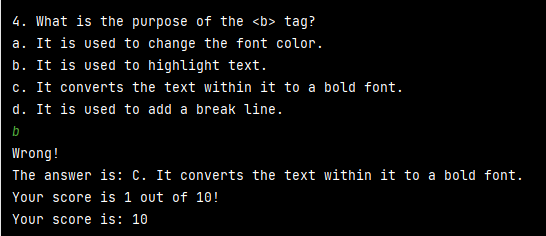 4. What is the purpose of the <b> tag?
a. It is used to change the font color.
b. It is used to highlight text.
c. It converts the text within it to a bold font.
d. It is used to add a break line.
b
Wrong!
The answer is: C. It converts the text within it to a bold font.
Your score is 1 out of 10!
Your score is: 10